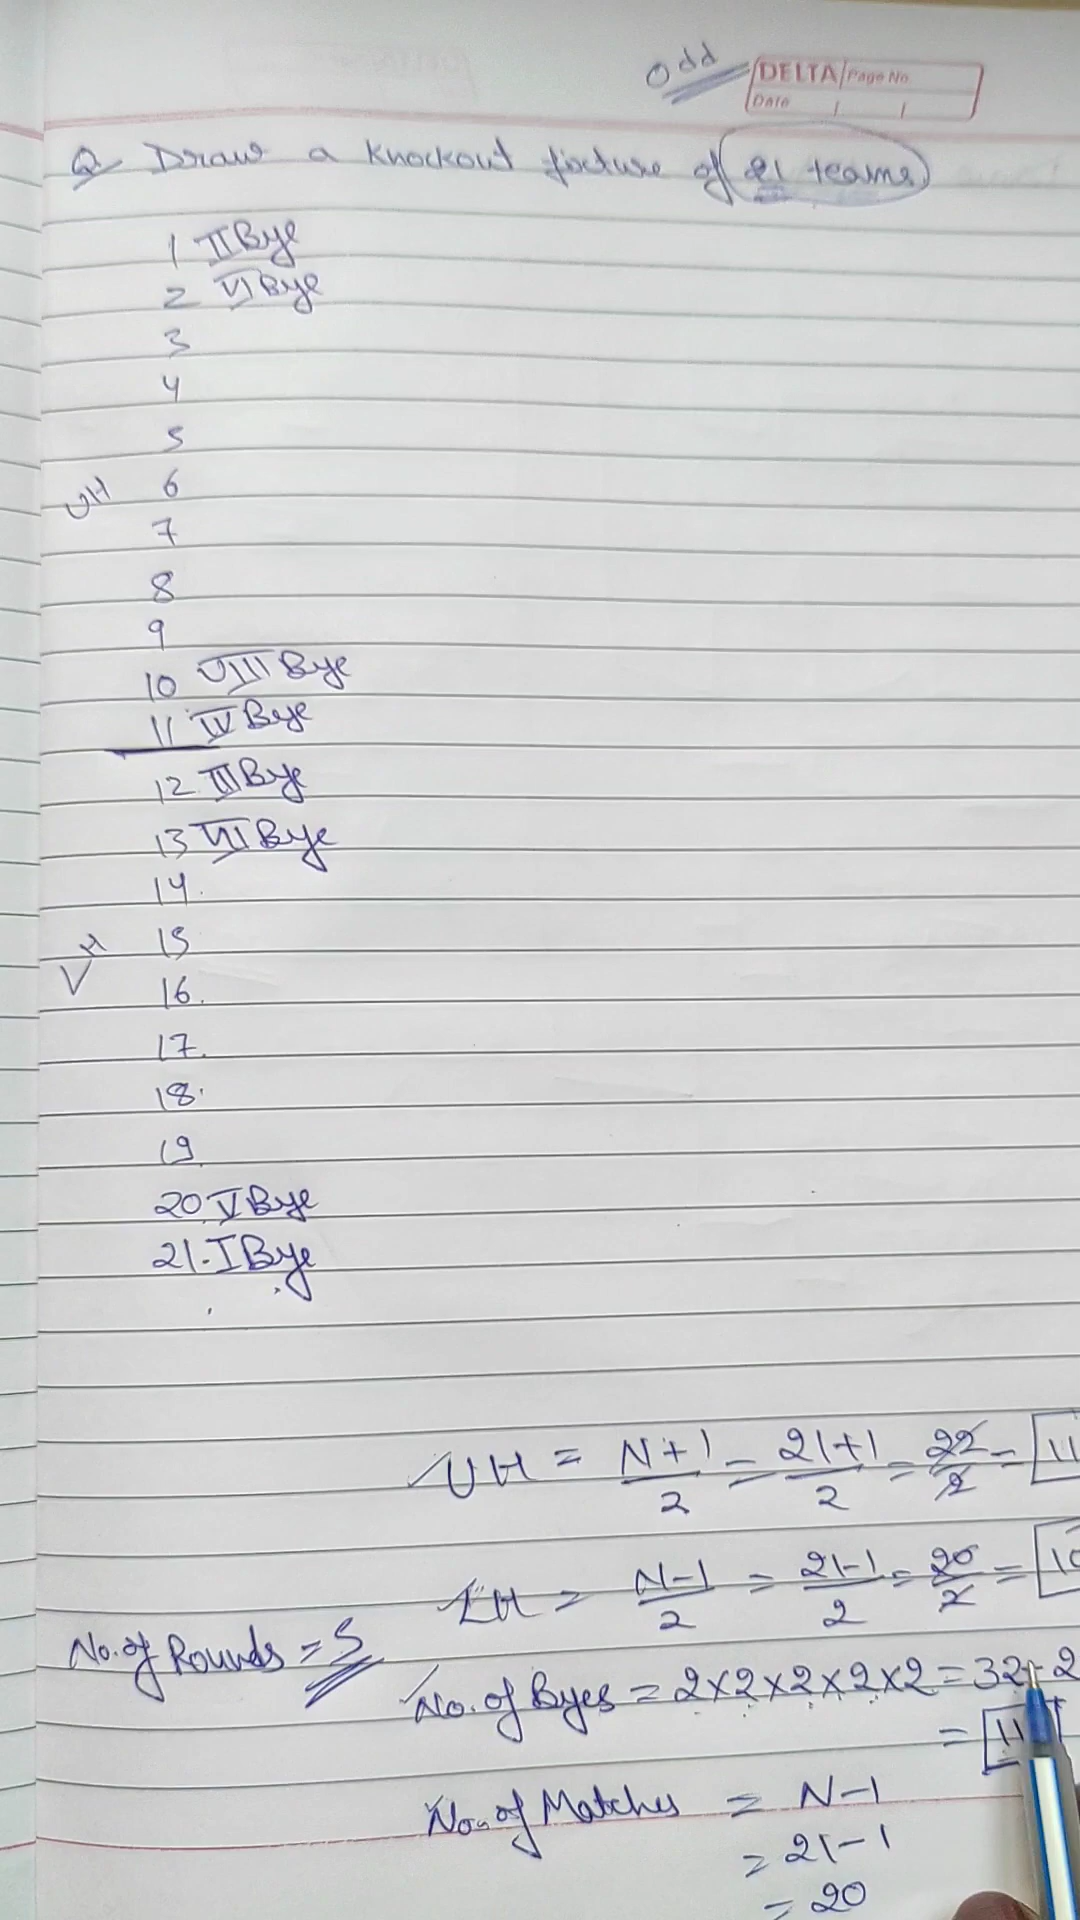 Odd
DELTA Page No.
Date / /
Q Draw a Knockout fixture of 21 teams
1 II Bye
2 VI Bye
3
4
5
UH 6
7
8
9
10 VIII Bye
11 IV Bye
12 III Bye
13 VII Bye
14.
15
16.
17.
18.
19.
20 V Bye
21. I Bye
UH = N+1/2 = 21+1/2 = 22/2 = 11
LH = N-1/2 = 21-1/2 = 20/2 = 10
No. of Rounds = 5
No. of Byes = 2×2×2×2×2 = 32-2
= 11
No. of Matches = N-1
= 21-1
= 20